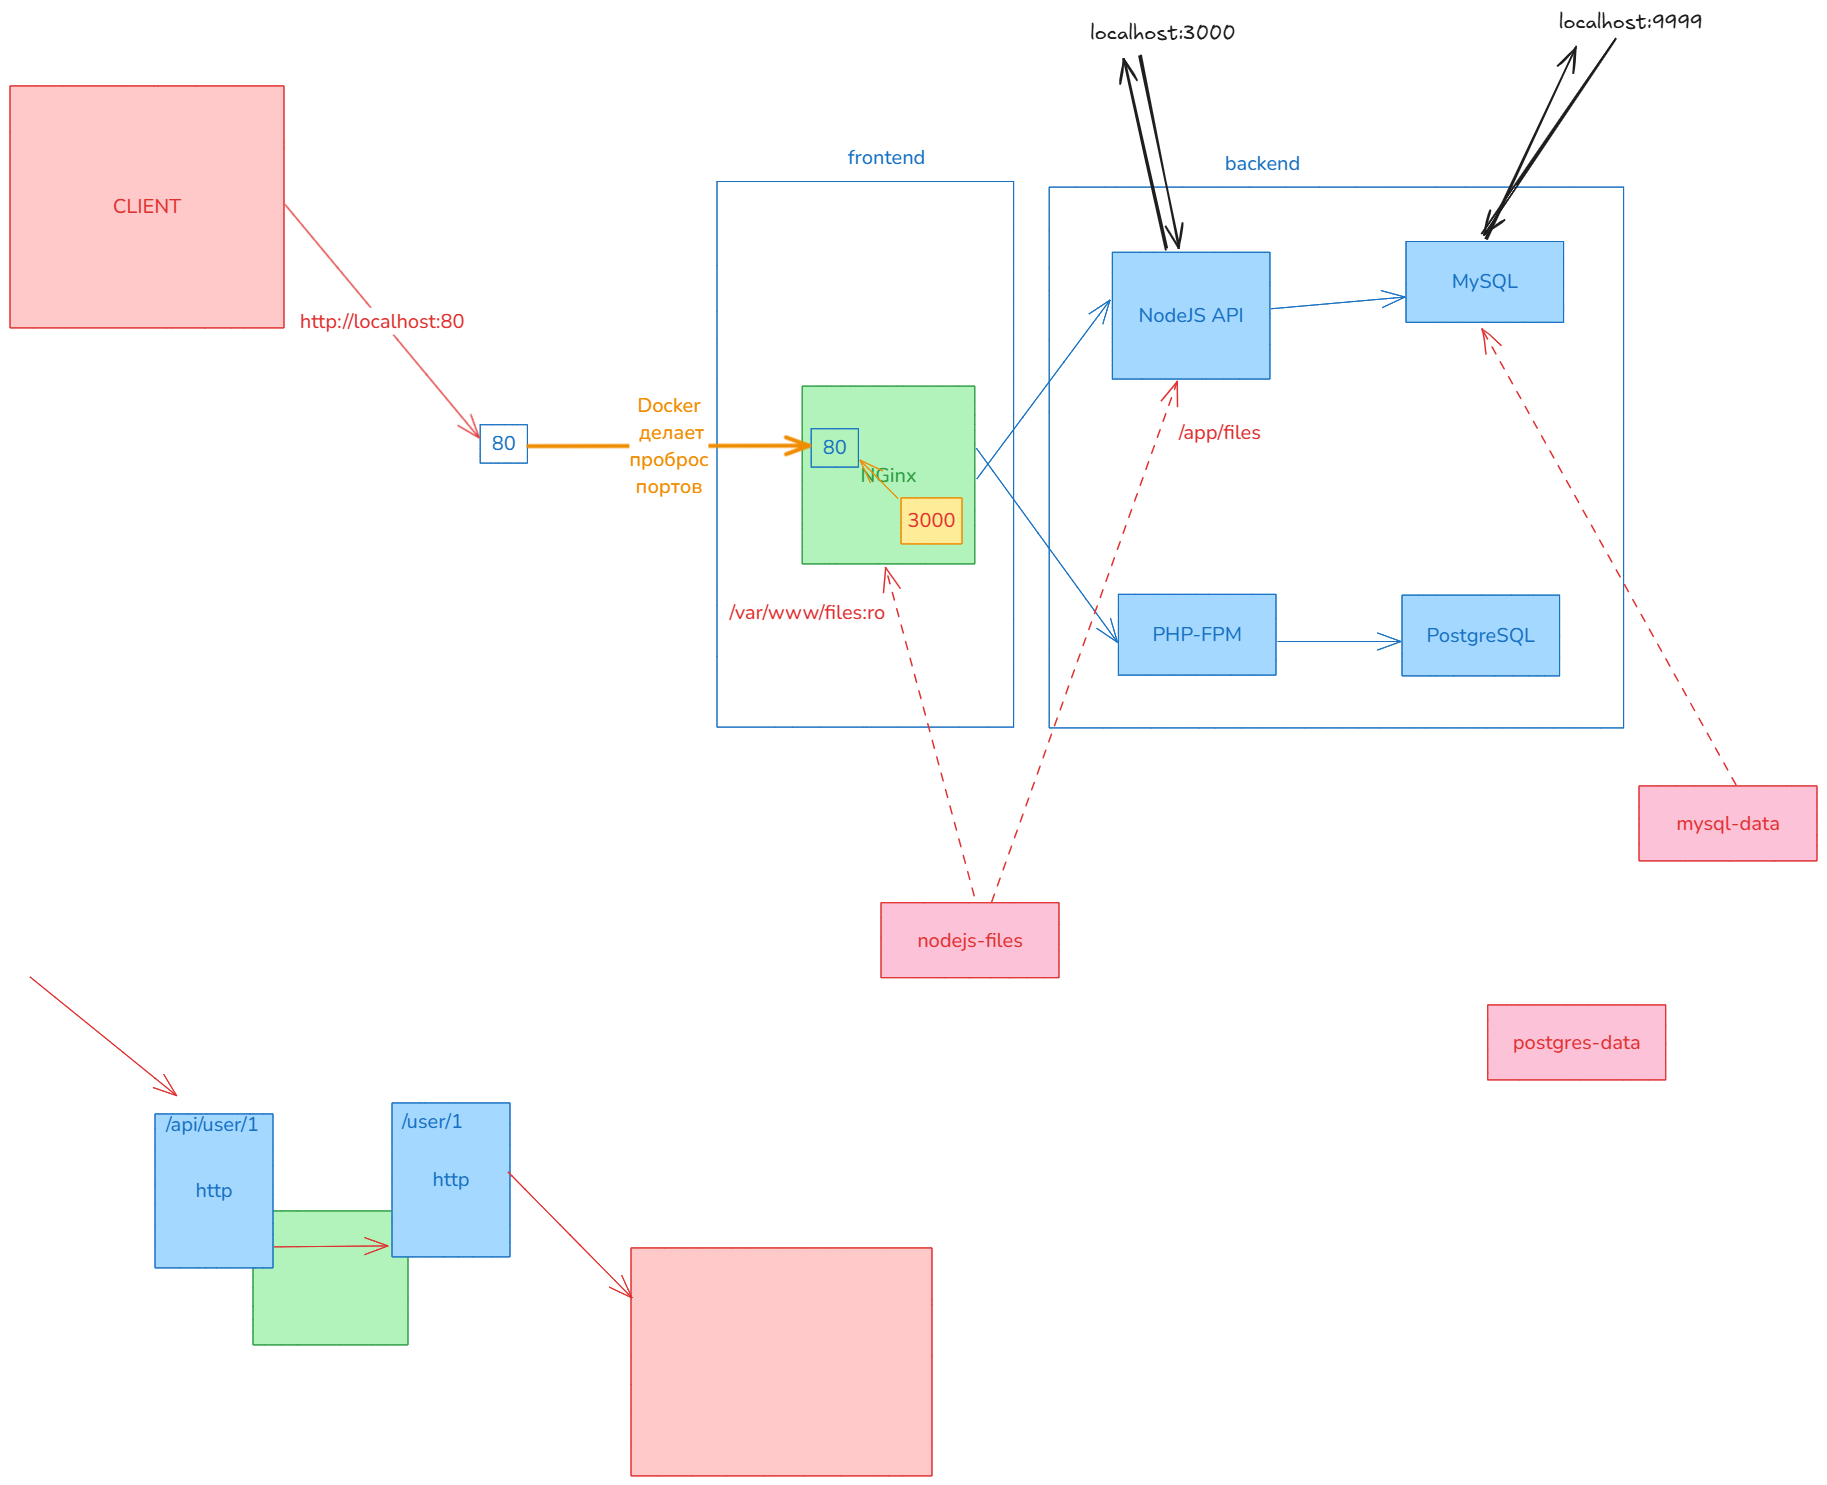 localhost:3000
localhost:9999
frontend
backend
CLIENT
http://localhost:80
80
Docker
делает
проброс
портов
80
NGinx
3000
NodeJS API
MySQL
/app/files
/var/www/files:ro
PHP-FPM
PostgreSQL
mysql-data
nodejs-files
postgres-data
/api/user/1
http
/user/1
http